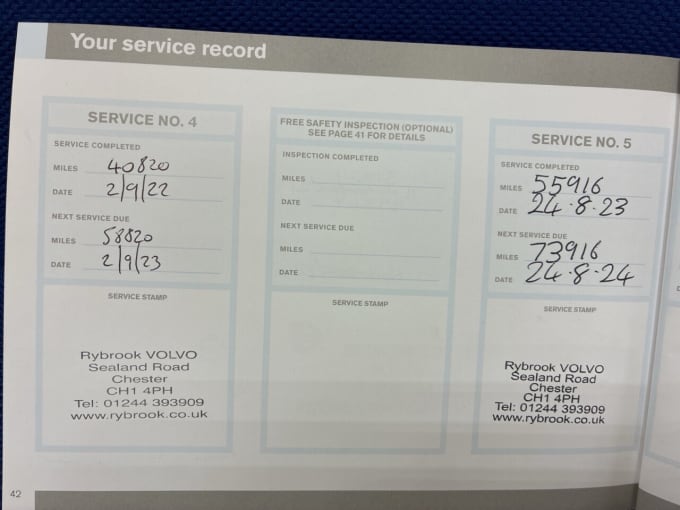 Your service record
SERVICE NO. 4
SERVICE COMPLETED
MILES 40820
DATE 2/9/22
NEXT SERVICE DUE
MILES 58820
DATE 2/9/23
SERVICE STAMP
Rybrook VOLVO
Sealand Road
Chester
CH1 4PH
Tel: 01244 393909
www.rybrook.co.uk
FREE SAFETY INSPECTION (OPTIONAL)
SEE PAGE 41 FOR DETAILS
INSPECTION COMPLETED
MILES
DATE
NEXT SERVICE DUE
MILES
DATE
SERVICE STAMP
SERVICE NO. 5
SERVICE COMPLETED
MILES 55916
DATE 24.8.23
NEXT SERVICE DUE
MILES 73916
DATE 24.8.24
SERVICE STAMP
Rybrook VOLVO
Sealand Road
Chester
CH1 4PH
Tel: 01244 393909
www.rybrook.co.uk
42